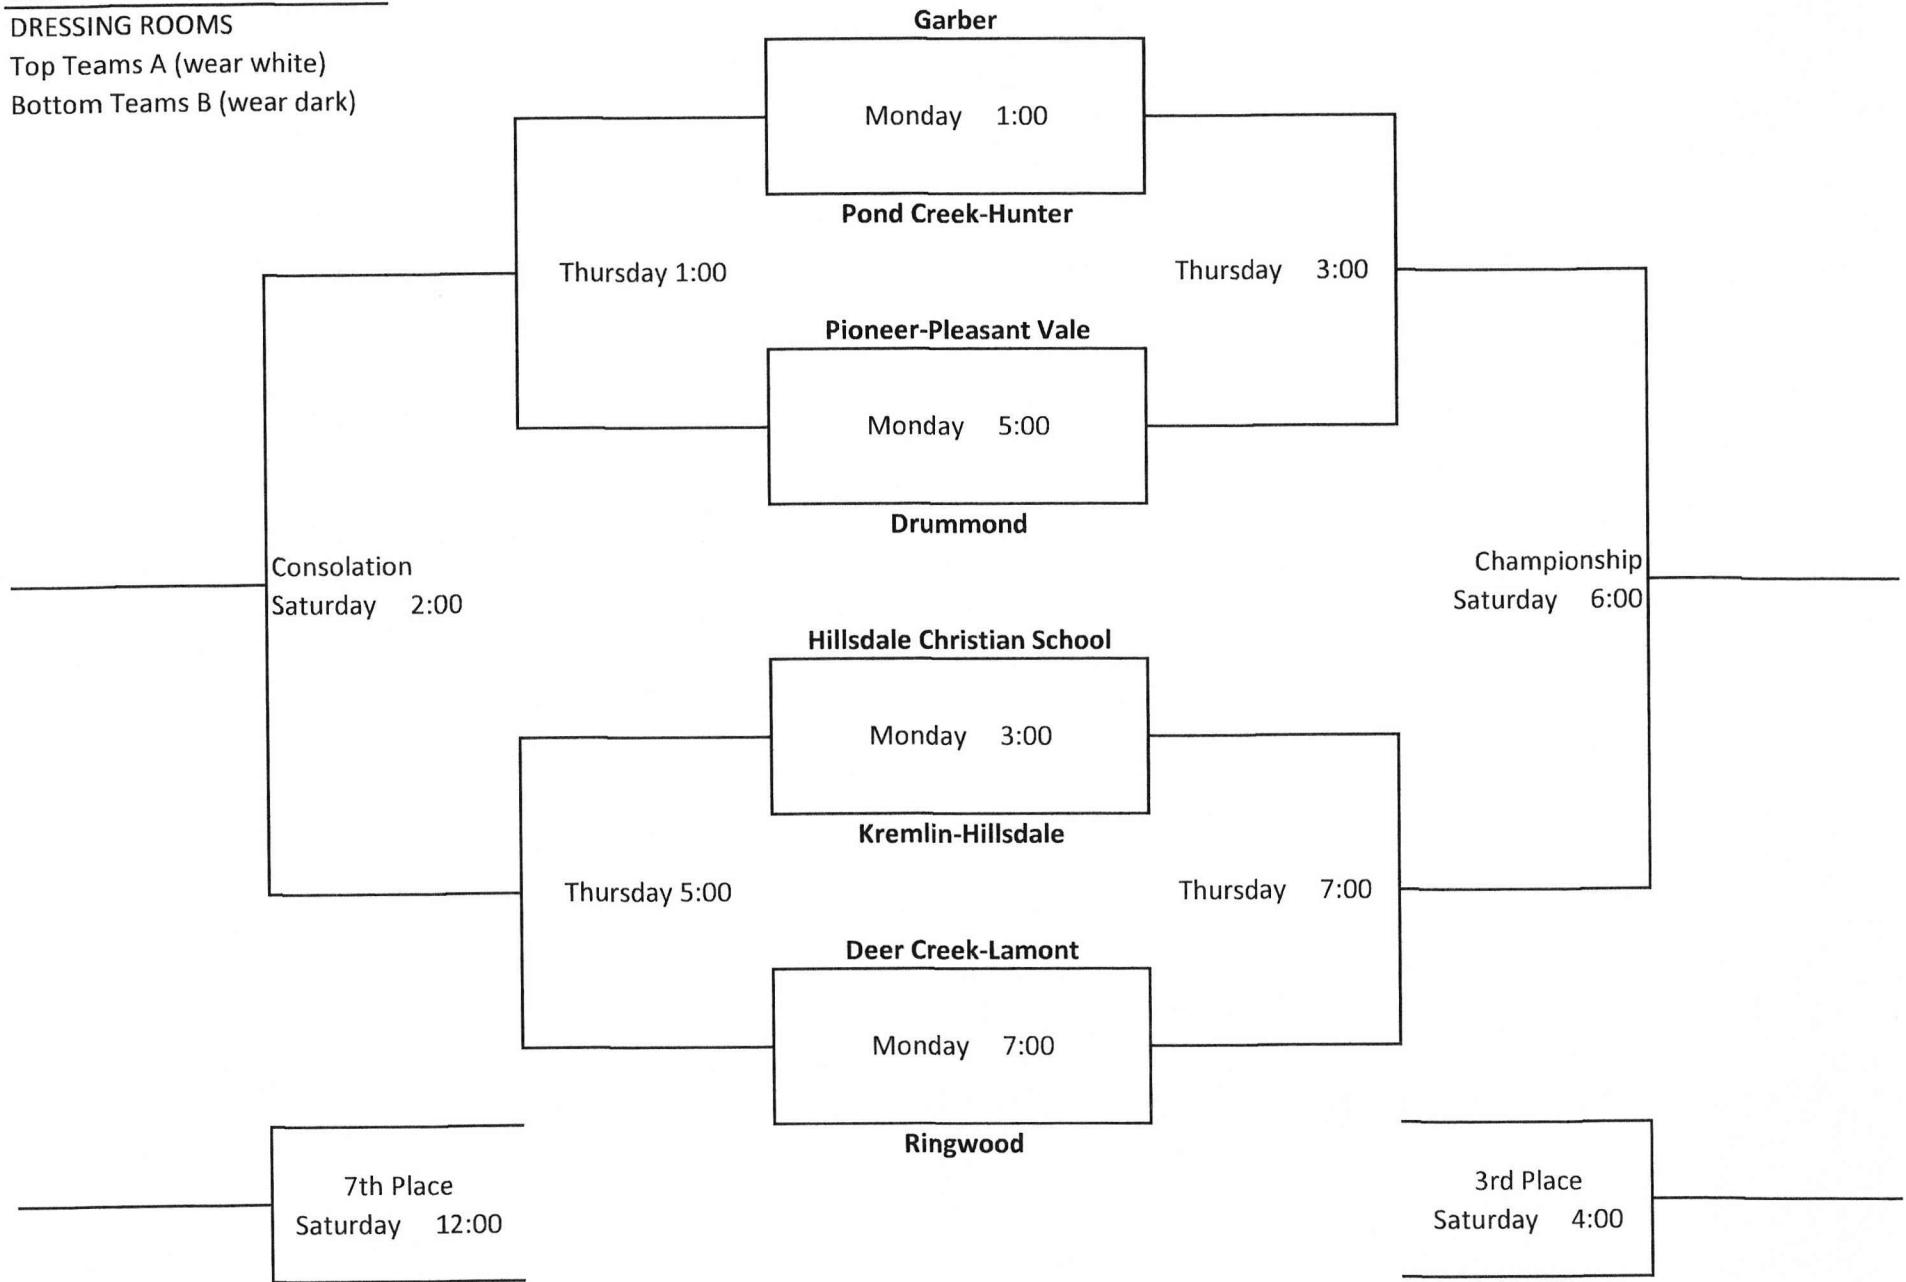 DRESSING ROOMS
Top Teams A (wear white)
Bottom Teams B (wear dark)
Garber
Monday 1:00
Pond Creek-Hunter
Thursday 1:00
Thursday 3:00
Pioneer-Pleasant Vale
Monday 5:00
Drummond
Consolation
Saturday 2:00
Championship
Saturday 6:00
Hillsdale Christian School
Monday 3:00
Kremlin-Hillsdale
Thursday 5:00
Thursday 7:00
Deer Creek-Lamont
Monday 7:00
Ringwood
7th Place
Saturday 12:00
3rd Place
Saturday 4:00